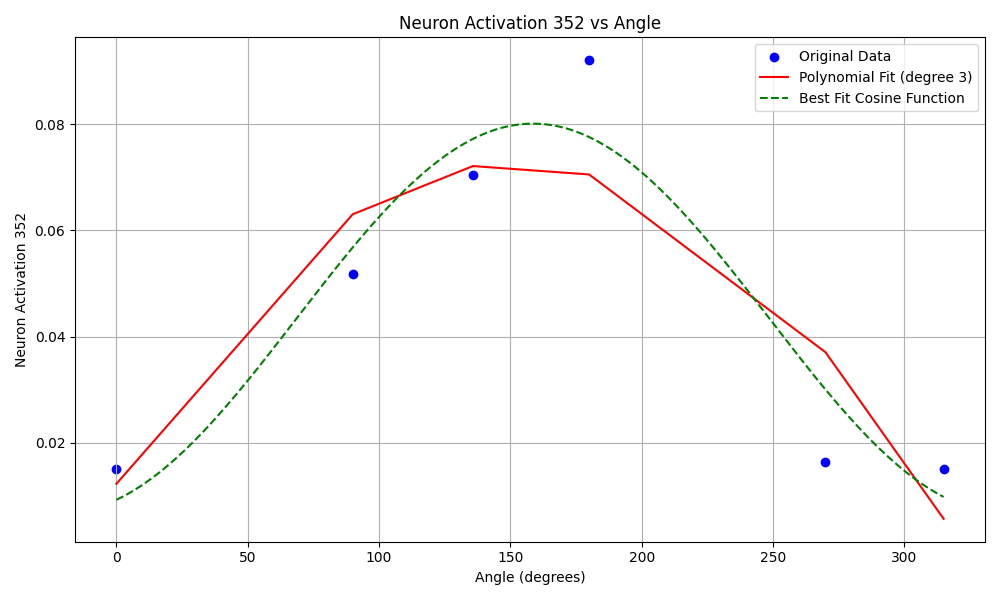 Neuron Activation 352 vs Angle
Original Data
Polynomial Fit (degree 3)
Best Fit Cosine Function
Neuron Activation 352
0.08
0.06
0.04
0.02
0
50
100
150
200
250
300
Angle (degrees)